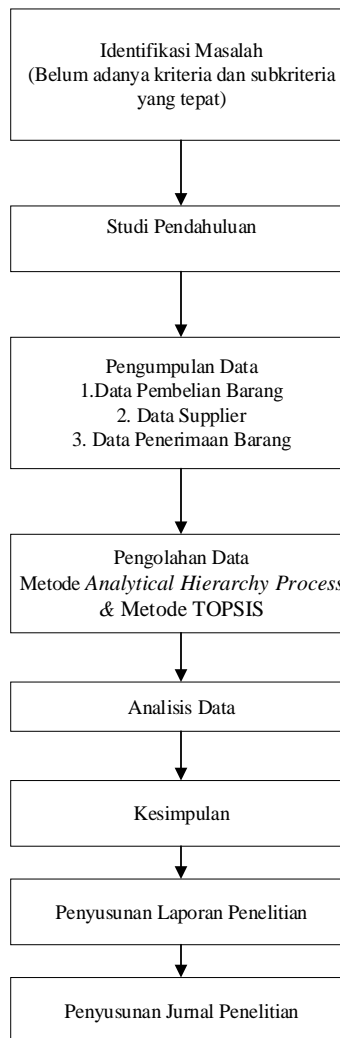 Identifikasi Masalah
(Belum adanya kriteria dan subkriteria
yang tepat)
Studi Pendahuluan
Pengumpulan Data
1.Data Pembelian Barang
2. Data Supplier
3. Data Penerimaan Barang
Pengolahan Data
Metode Analytical Hierarchy Process
& Metode TOPSIS
Analisis Data
Kesimpulan
Penyusunan Laporan Penelitian
Penyusunan Jurnal Penelitian